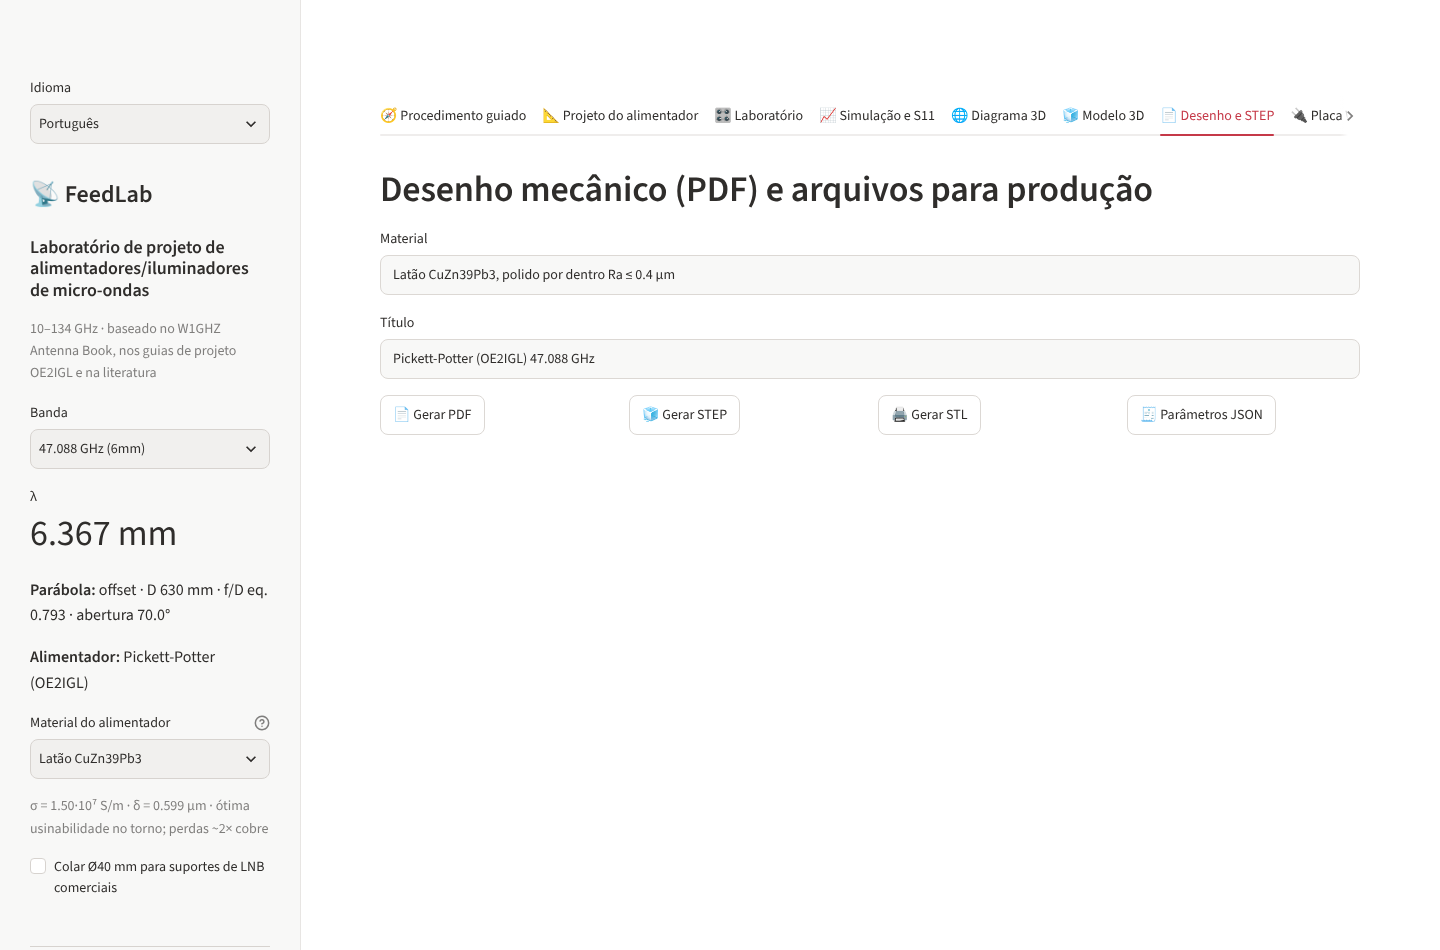 Idioma
Português
📡 FeedLab
Laboratório de projeto de
alimentadores/iluminadores
de micro-ondas
10–134 GHz · baseado no W1GHZ
Antenna Book, nos guias de projeto
OE2IGL e na literatura
Banda
47.088 GHz (6mm)
λ
6.367 mm
Parábola: offset · D 630 mm · f/D eq.
0.793 · abertura 70.0°
Alimentador: Pickett-Potter
(OE2IGL)
Material do alimentador
Latão CuZn39Pb3
σ = 1.50·10⁷ S/m · δ = 0.599 µm · ótima
usinabilidade no torno; perdas ~2× cobre
Colar Ø40 mm para suportes de LNB
comerciais
🧭 Procedimento guiado 📐 Projeto do alimentador 🎛️ Laboratório 📈 Simulação e S11 🌐 Diagrama 3D 🧊 Modelo 3D 📄 Desenho e STEP 🔌 Placa
Desenho mecânico (PDF) e arquivos para produção
Material
Latão CuZn39Pb3, polido por dentro Ra ≤ 0.4 µm
Título
Pickett-Potter (OE2IGL) 47.088 GHz
📄 Gerar PDF 🧊 Gerar STEP 🖨️ Gerar STL 🧾 Parâmetros JSON